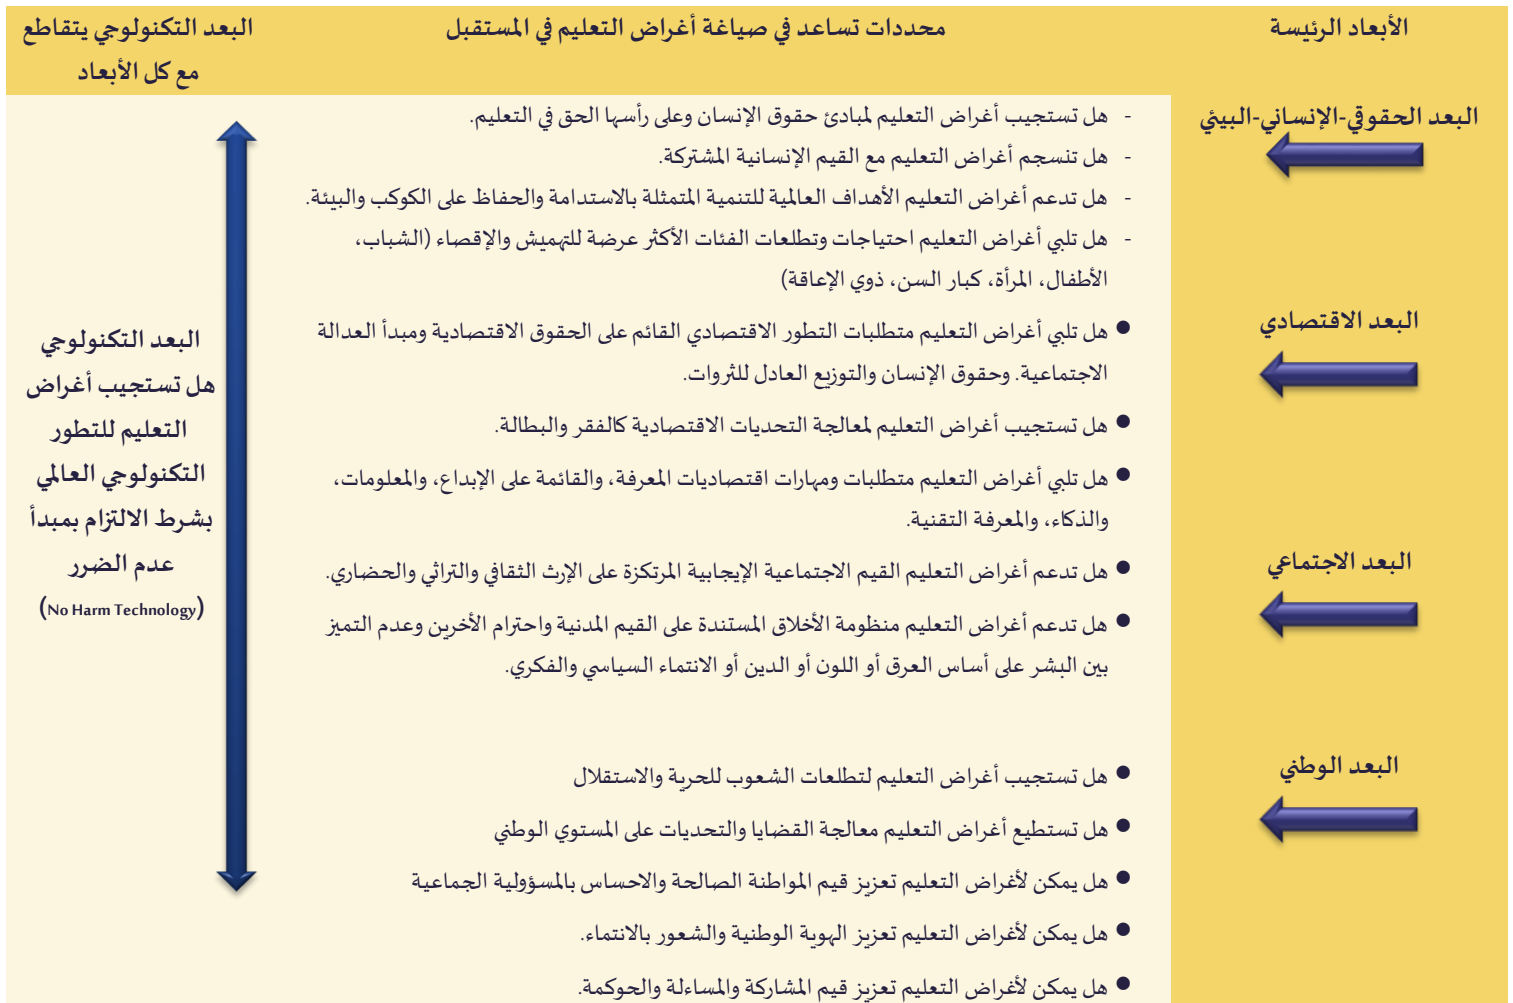 الأبعاد الرئيسة
محددات تساعد في صياغة أغراض التعليم في المستقبل
البعد التكنولوجي يتقاطع
مع كل الأبعاد
البعد الحقوقي-الإنساني-البيئي
- هل تستجيب أغراض التعليم لمبادئ حقوق الإنسان وعلى رأسها الحق في التعليم.
- هل تنسجم أغراض التعليم مع القيم الإنسانية المشتركة.
- هل تدعم أغراض التعليم الأهداف العالمية للتنمية المتمثلة بالاستدامة والحفاظ على الكوكب والبيئة.
- هل تلبي أغراض التعليم احتياجات وتطلعات الفئات الأكثر عرضة للتهميش والإقصاء (الشباب،
الأطفال، المرأة، كبار السن، ذوي الإعاقة)
البعد الاقتصادي
● هل تلبي أغراض التعليم متطلبات التطور الاقتصادي القائم على الحقوق الاقتصادية ومبدأ العدالة
الاجتماعية. وحقوق الإنسان والتوزيع العادل للثروات.
● هل تستجيب أغراض التعليم لمعالجة التحديات الاقتصادية كالفقر والبطالة.
● هل تلبي أغراض التعليم متطلبات ومهارات اقتصاديات المعرفة، والقائمة على الإبداع، والمعلومات،
والذكاء، والمعرفة التقنية.
البعد الاجتماعي
● هل تدعم أغراض التعليم القيم الاجتماعية الإيجابية المرتكزة على الإرث الثقافي والتراثي والحضاري.
● هل تدعم أغراض التعليم منظومة الأخلاق المستندة على القيم المدنية واحترام الأخرين وعدم التميز
بين البشر على أساس العرق أو اللون أو الدين أو الانتماء السياسي والفكري.
البعد الوطني
● هل تستجيب أغراض التعليم لتطلعات الشعوب للحرية والاستقلال
● هل تستطيع أغراض التعليم معالجة القضايا والتحديات على المستوي الوطني
● هل يمكن لأغراض التعليم تعزيز قيم المواطنة الصالحة والاحساس بالمسؤولية الجماعية
● هل يمكن لأغراض التعليم تعزيز الهوية الوطنية والشعور بالانتماء.
● هل يمكن لأغراض التعليم تعزيز قيم المشاركة والمساءلة والحوكمة.
البعد التكنولوجي
هل تستجيب أغراض
التعليم للتطور
التكنولوجي العالمي
بشرط الالتزام بمبدأ
عدم الضرر
(No Harm Technology)